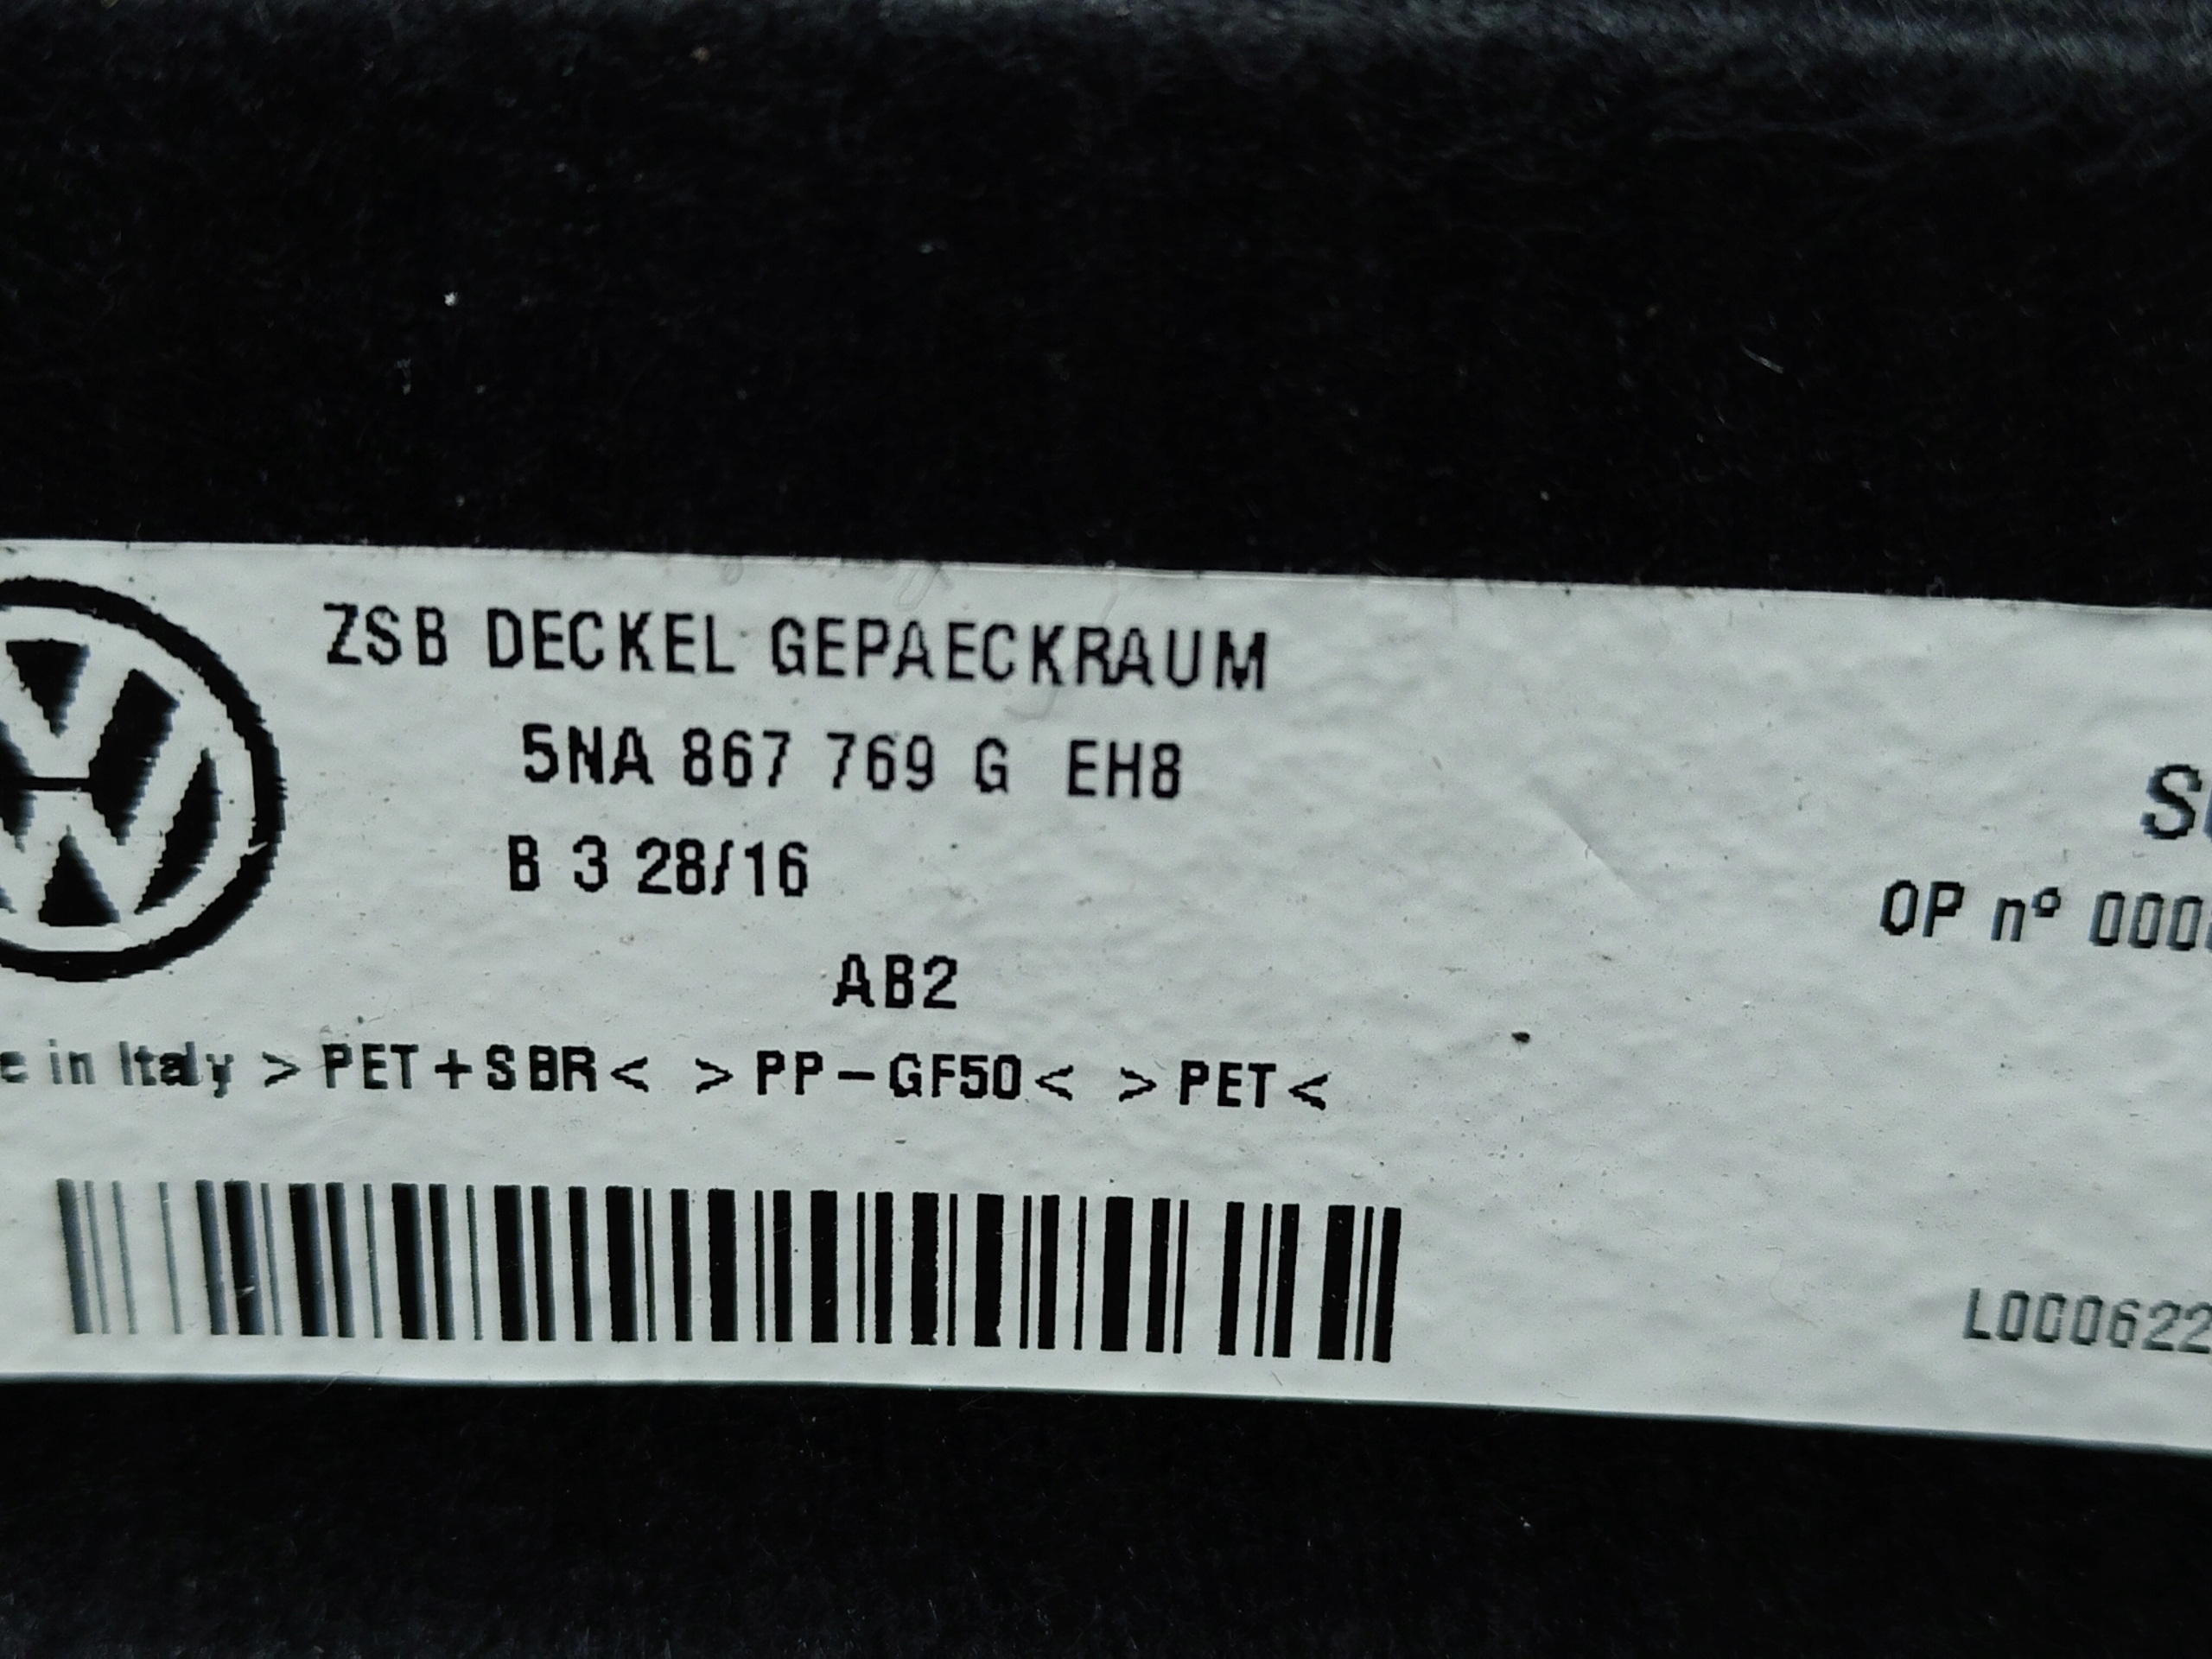 ZSB DECKEL GEPAECKRAUM
5NA 867 769 G EH8
B 3 28/16
OP nº
AB2
in Italy >PET+SBR< >PP-GF50< >PET<